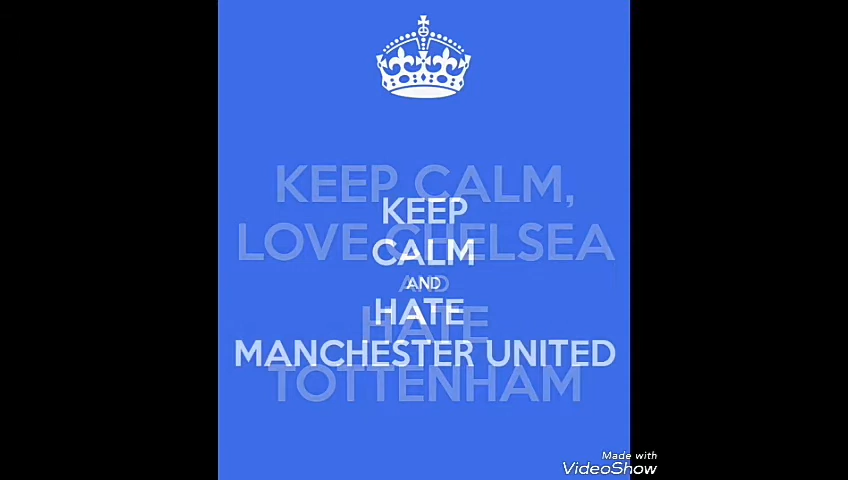 KEEP CALM,
LOVE CHELSEA
AND
HATE
TOTTENHAM
KEEP
CALM
AND
HATE
MANCHESTER UNITED
Made with
VideoShow